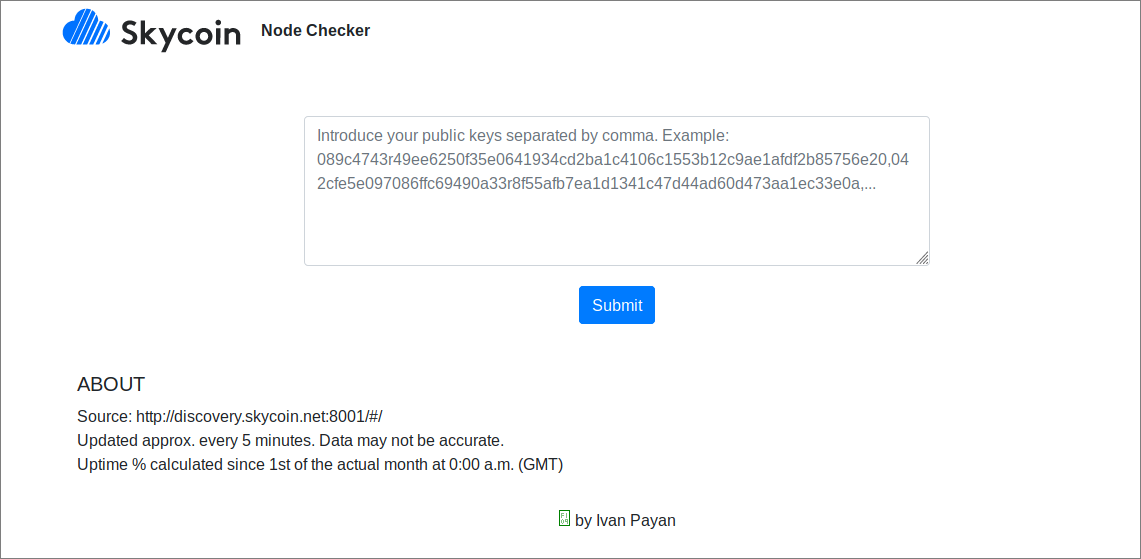 Skycoin Node Checker
Introduce your public keys separated by comma. Example:
089c4743r49ee6250f35e0641934cd2ba1c4106c1553b12c9ae1afdf2b85756e20,04
2cfe5e097086ffc69490a33r8f55afb7ea1d1341c47d44ad60d473aa1ec33e0a,...
Submit
ABOUT
Source: http://discovery.skycoin.net:8001/#/
Updated approx. every 5 minutes. Data may not be accurate.
Uptime % calculated since 1st of the actual month at 0:00 a.m. (GMT)
by Ivan Payan